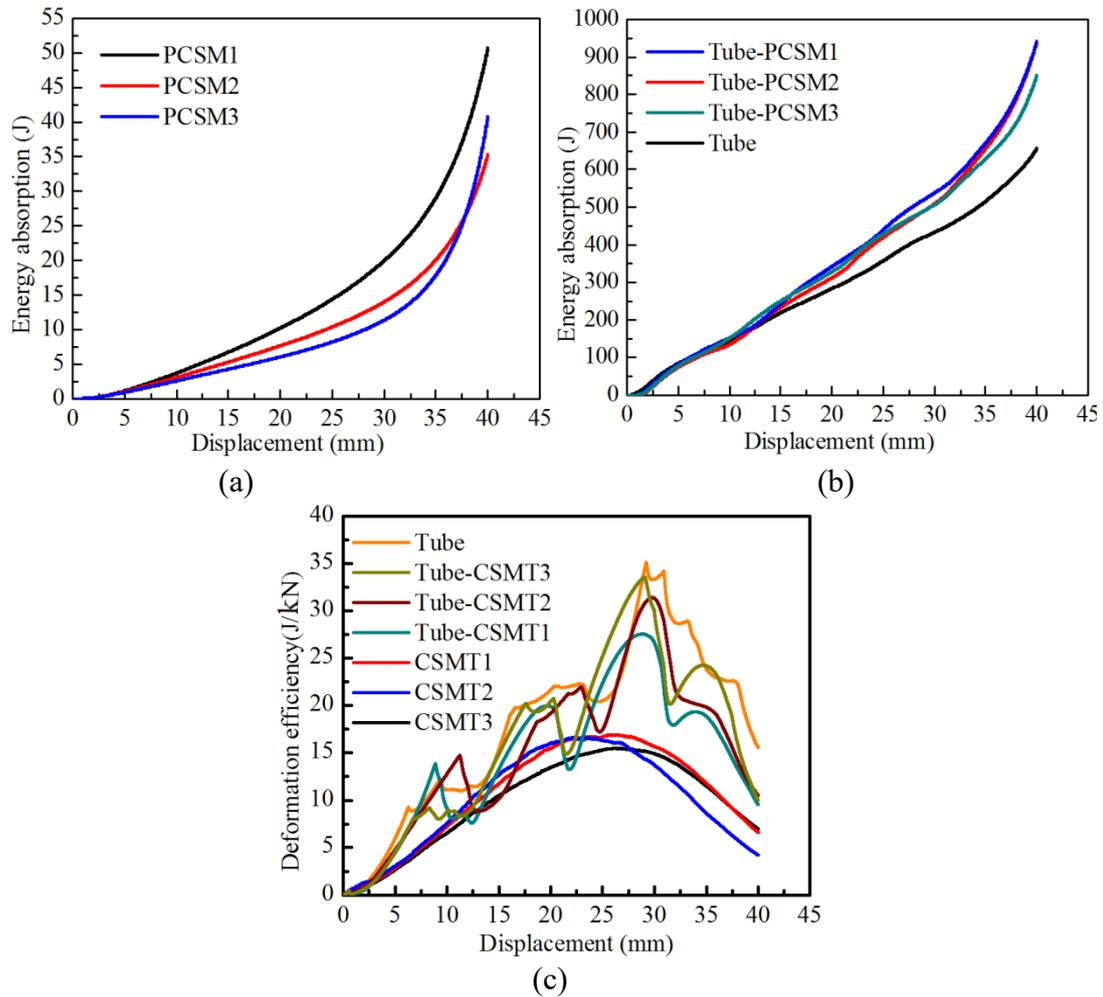 55
50
45
40
35
30
25
20
15
10
5
0
Energy absorption (J)
PCSM1
PCSM2
PCSM3
0 5 10 15 20 25 30 35 40 45
Displacement (mm)
(a)
1000
900
800
700
600
500
400
300
200
100
0
Energy absorption (J)
Tube-PCSM1
Tube-PCSM2
Tube-PCSM3
Tube
0 5 10 15 20 25 30 35 40 45
Displacement (mm)
(b)
40
35
30
25
20
15
10
5
0
Deformation efficiency(J/kN)
Tube
Tube-CSMT3
Tube-CSMT2
Tube-CSMT1
CSMT1
CSMT2
CSMT3
0 5 10 15 20 25 30 35 40 45
Displacement (mm)
(c)